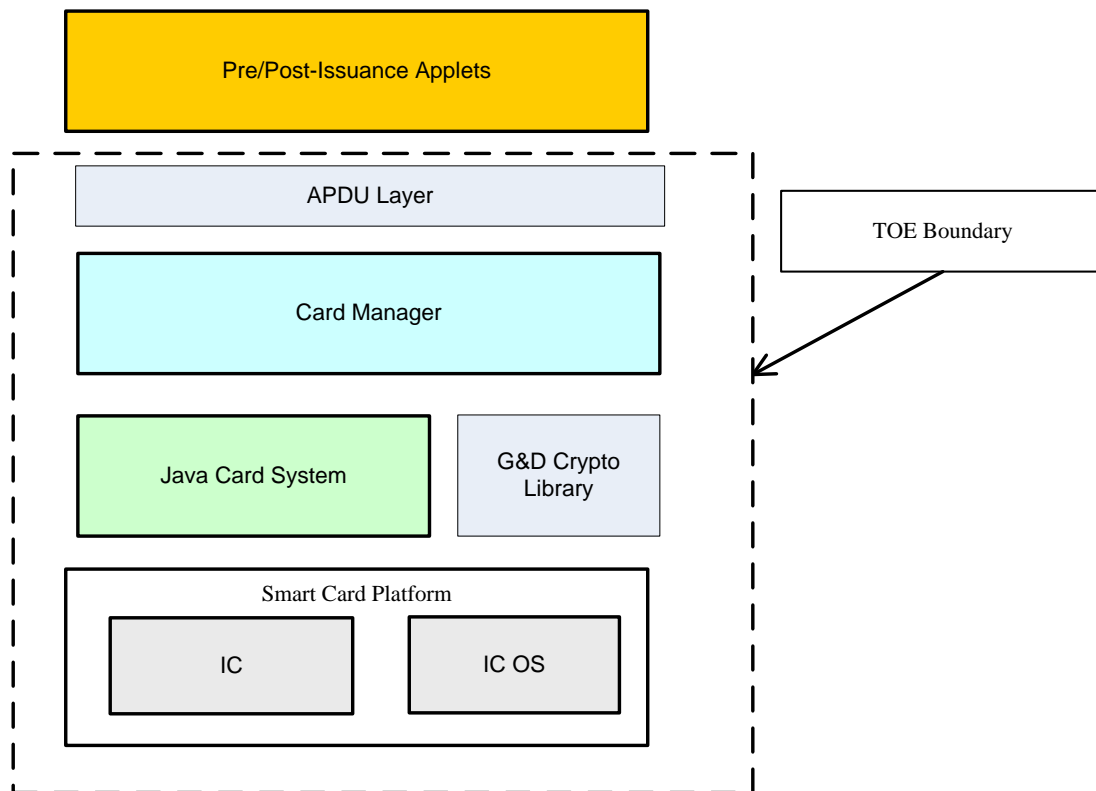 Pre/Post-Issuance Applets
APDU Layer
TOE Boundary
Card Manager
Java Card System
G&D Crypto
Library
Smart Card Platform
IC
IC OS